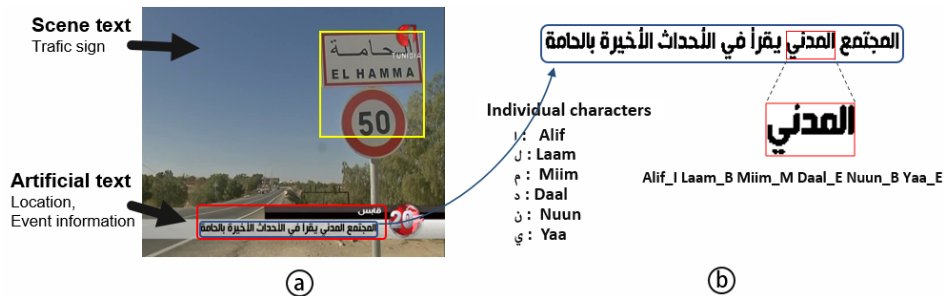 Scene text
Trafic sign
الحامة
TUNISIA
EL HAMMA
50
Artificial text
Location,
Event information
قابس
20
المجتمع المدني يقرأ في الأحداث الأخيرة بالحامة
a
المجتمع المدني يقرأ في الأحداث الأخيرة بالحامة
المدني
Individual characters
ا : Alif
ل : Laam
م : Miim
د : Daal
ن : Nuun
ي : Yaa
Alif_I Laam_B Miim_M Daal_E Nuun_B Yaa_E
b